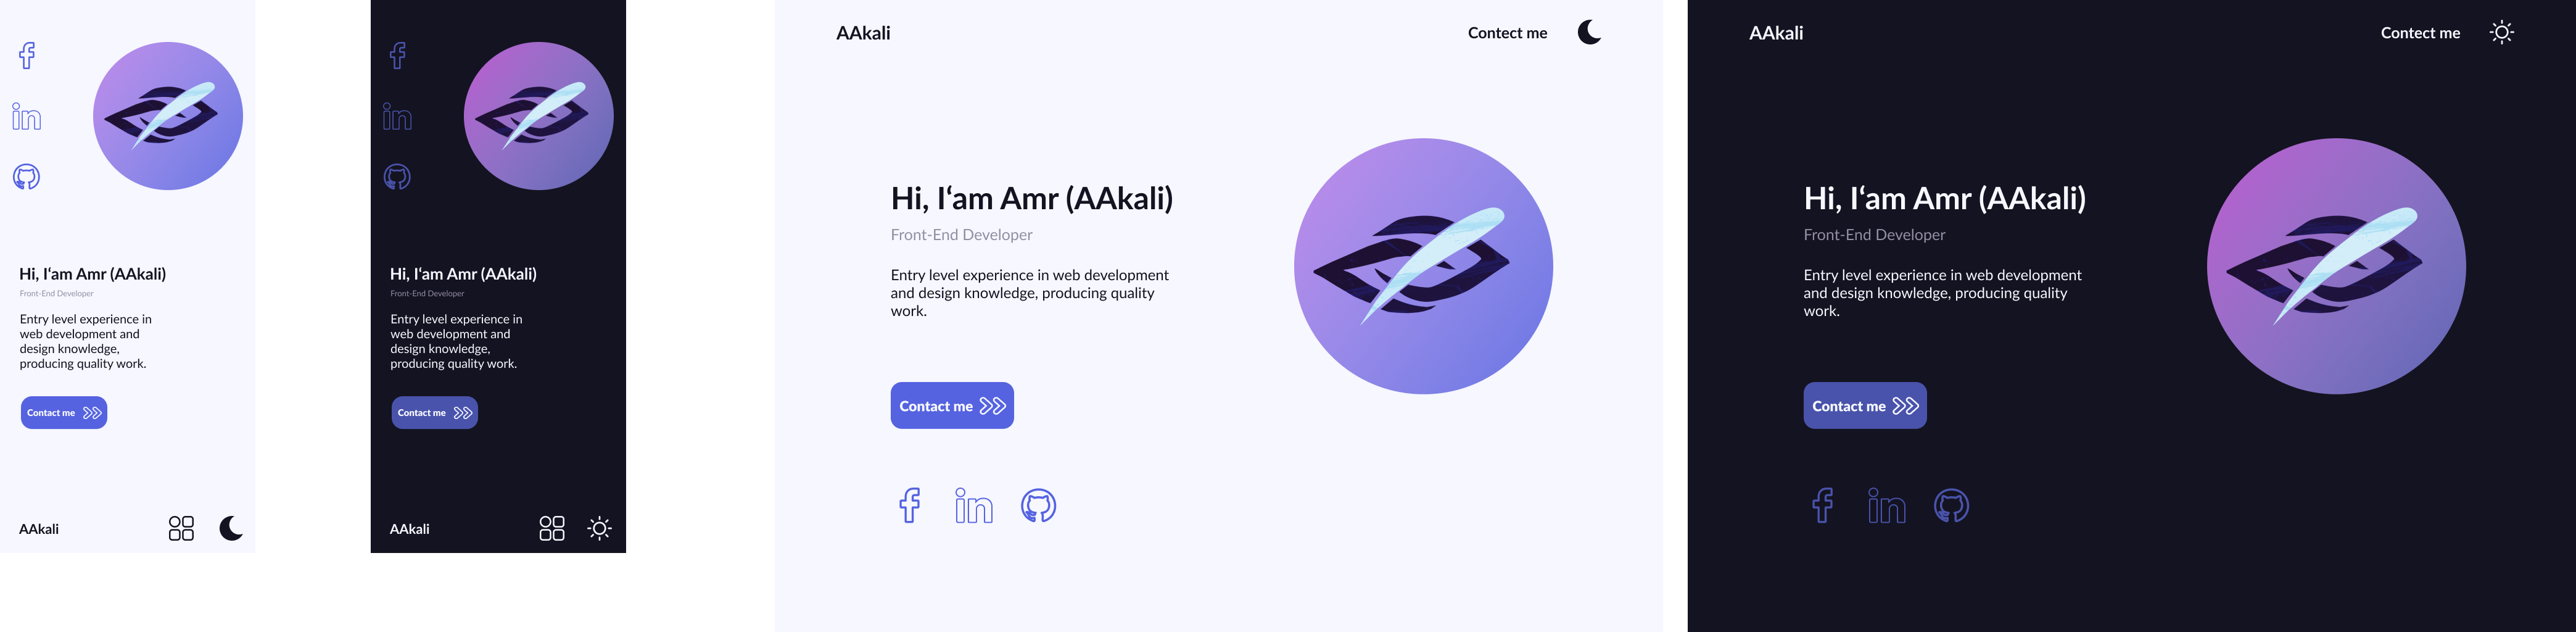 Hi, I‘am Amr (AAkali)
Front-End Developer
Entry level experience in
web development and
design knowledge,
producing quality work.
Contact me
AAkali
Hi, I‘am Amr (AAkali)
Front-End Developer
Entry level experience in
web development and
design knowledge,
producing quality work.
Contact me
AAkali
AAkali
Contect me
Hi, I‘am Amr (AAkali)
Front-End Developer
Entry level experience in web development
and design knowledge, producing quality
work.
Contact me
AAkali
Contect me
Hi, I‘am Amr (AAkali)
Front-End Developer
Entry level experience in web development
and design knowledge, producing quality
work.
Contact me